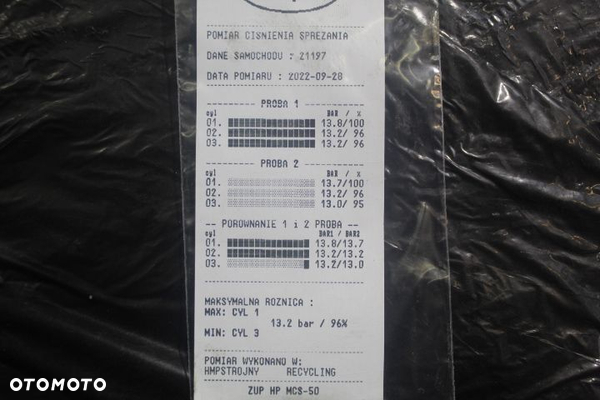 POMIAR CISNIENIA SPREZANIA
DANE SAMOCHODU : 21197
DATA POMIARU : 2022-09-28
PROBA 1
cyl BAR / %
01. 13.8/100
02. 13.2/ 96
03. 13.2/ 96
PROBA 2
cyl BAR / %
01. 13.7/100
02. 13.2/ 96
03. 13.0/ 95
-- POROWNANIE 1 i 2 PROBA --
cyl BAR1 / BAR2
01. 13.8/13.7
02. 13.2/13.2
03. 13.2/13.0
MAKSYMALNA ROZNICA :
MAX: CYL 1
13.2 bar / 96%
MIN: CYL 3
POMIAR WYKONANO W:
HMPSTROJNY RECYCLING
ZUP HP MCS-50
OTOMOTO